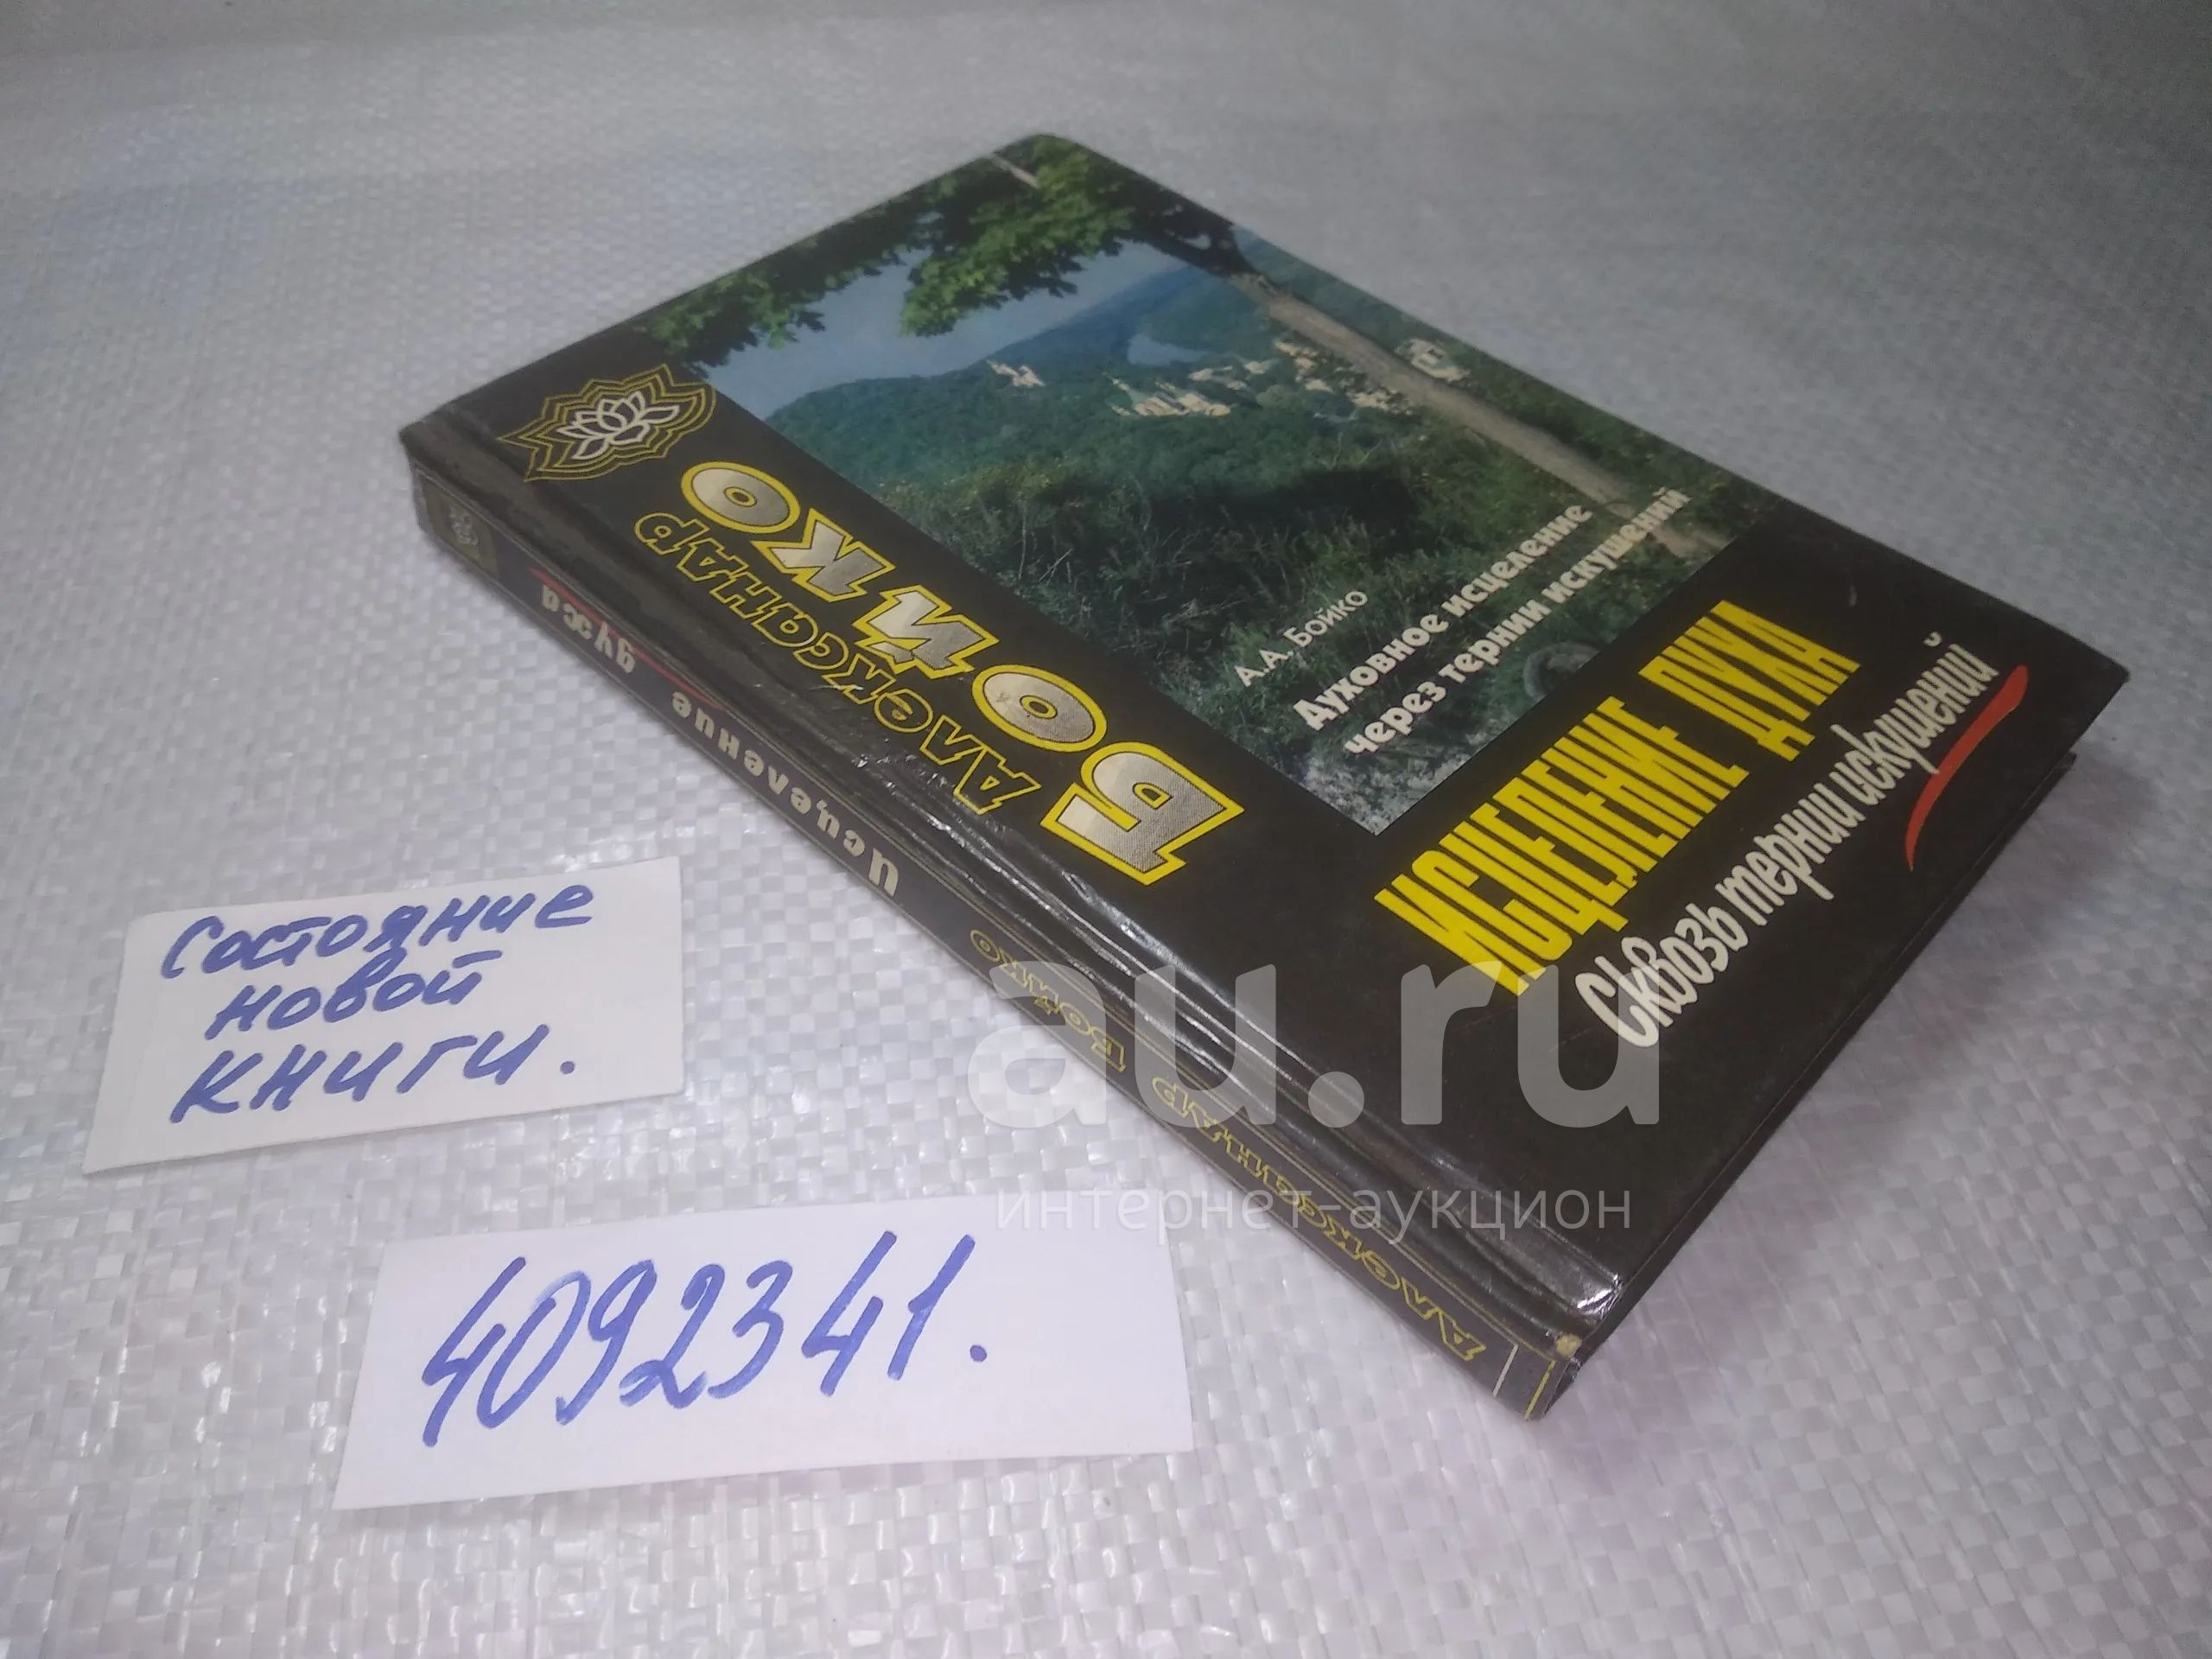 АЛЕКСАНДР
БОЙКО
А.А. Бойко
Духовное исцеление
через тернии искушений
ИСЦЕЛЕНИЕ ДУХА
Сквозь тернии искушений
АЛЕКСАНДР БОЙКО Исцеление духа
Состояние
новой
книги.
4092341.
au.ru
интернет-аукцион